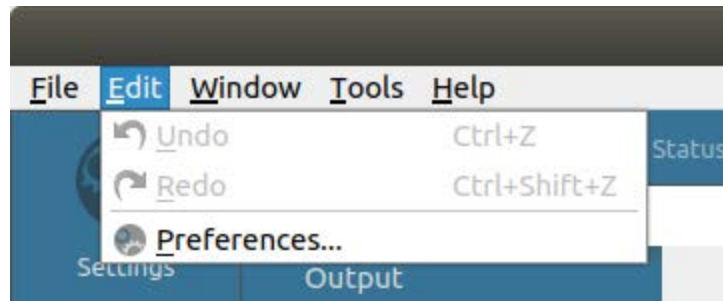 File Edit Window Tools Help
Undo Ctrl+Z
Status
Redo Ctrl+Shift+Z
Preferences...
Settings
Output